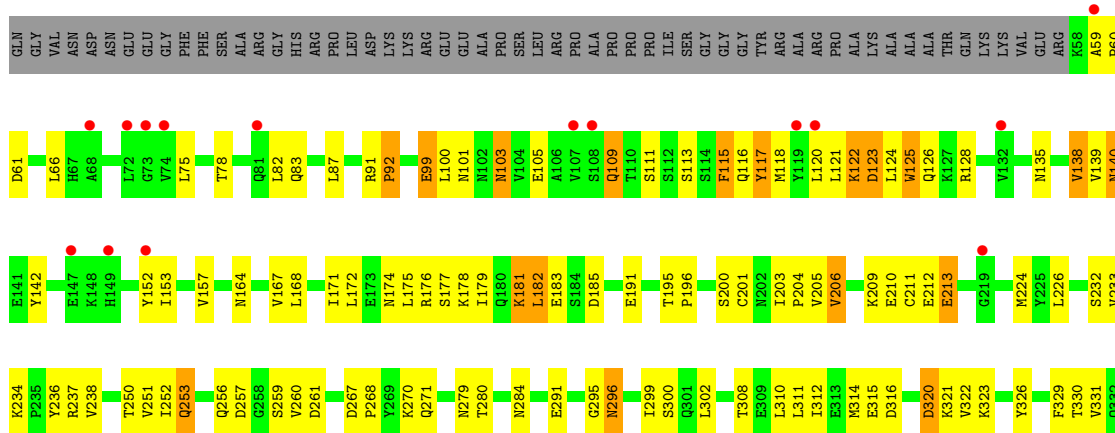 GLN GLY VAL ASN ASP ASN GLU GLU GLY PHE PHE SER ALA ARG GLY HIS ARG PRO LEU ASP LYS LYS ARG GLU GLU ALA PRO SER LEU ARG PRO ALA PRO PRO PRO ILE SER GLY GLY GLY TYR ARG ALA ARG PRO ALA LYS ALA ALA ALA ALA THR GLN LYS LYS VAL GLU ARG K58 A59
D61 L66 H67 A68 L72 G73 V74 L75 T78 Q81 L82 Q83 L87 R91 P92 E99 L100 N101 N102 N103 V104 E105 A106 V107 S108 Q109 T110 S111 S112 S113 S114 F115 Q116 Y117 M118 Y119 L120 L121 K122 D123 L124 W125 Q126 K127 R128 V132 N135 V138 V139
E141 Y142 E147 K148 H149 Y152 I153 V157 N164 V167 L168 I171 L172 E173 N174 L175 R176 S177 K178 I179 Q180 K181 L182 E183 S184 D185 E191 T195 P196 S200 C201 N202 I203 P204 V205 V206 K209 E210 C211 E212 E213 G219 M224 Y225 L226 S232
K234 P235 Y236 R237 V238 T250 V251 I252 Q253 Q256 D257 G258 S259 V260 D261 D267 P268 Y269 K270 Q271 N279 T280 N284 E291 G295 N296 I299 S300 Q301 L302 T308 E309 L310 L311 I312 E313 M314 E315 D316 D320 K321 V322 K323 Y326 F329 T330 V331